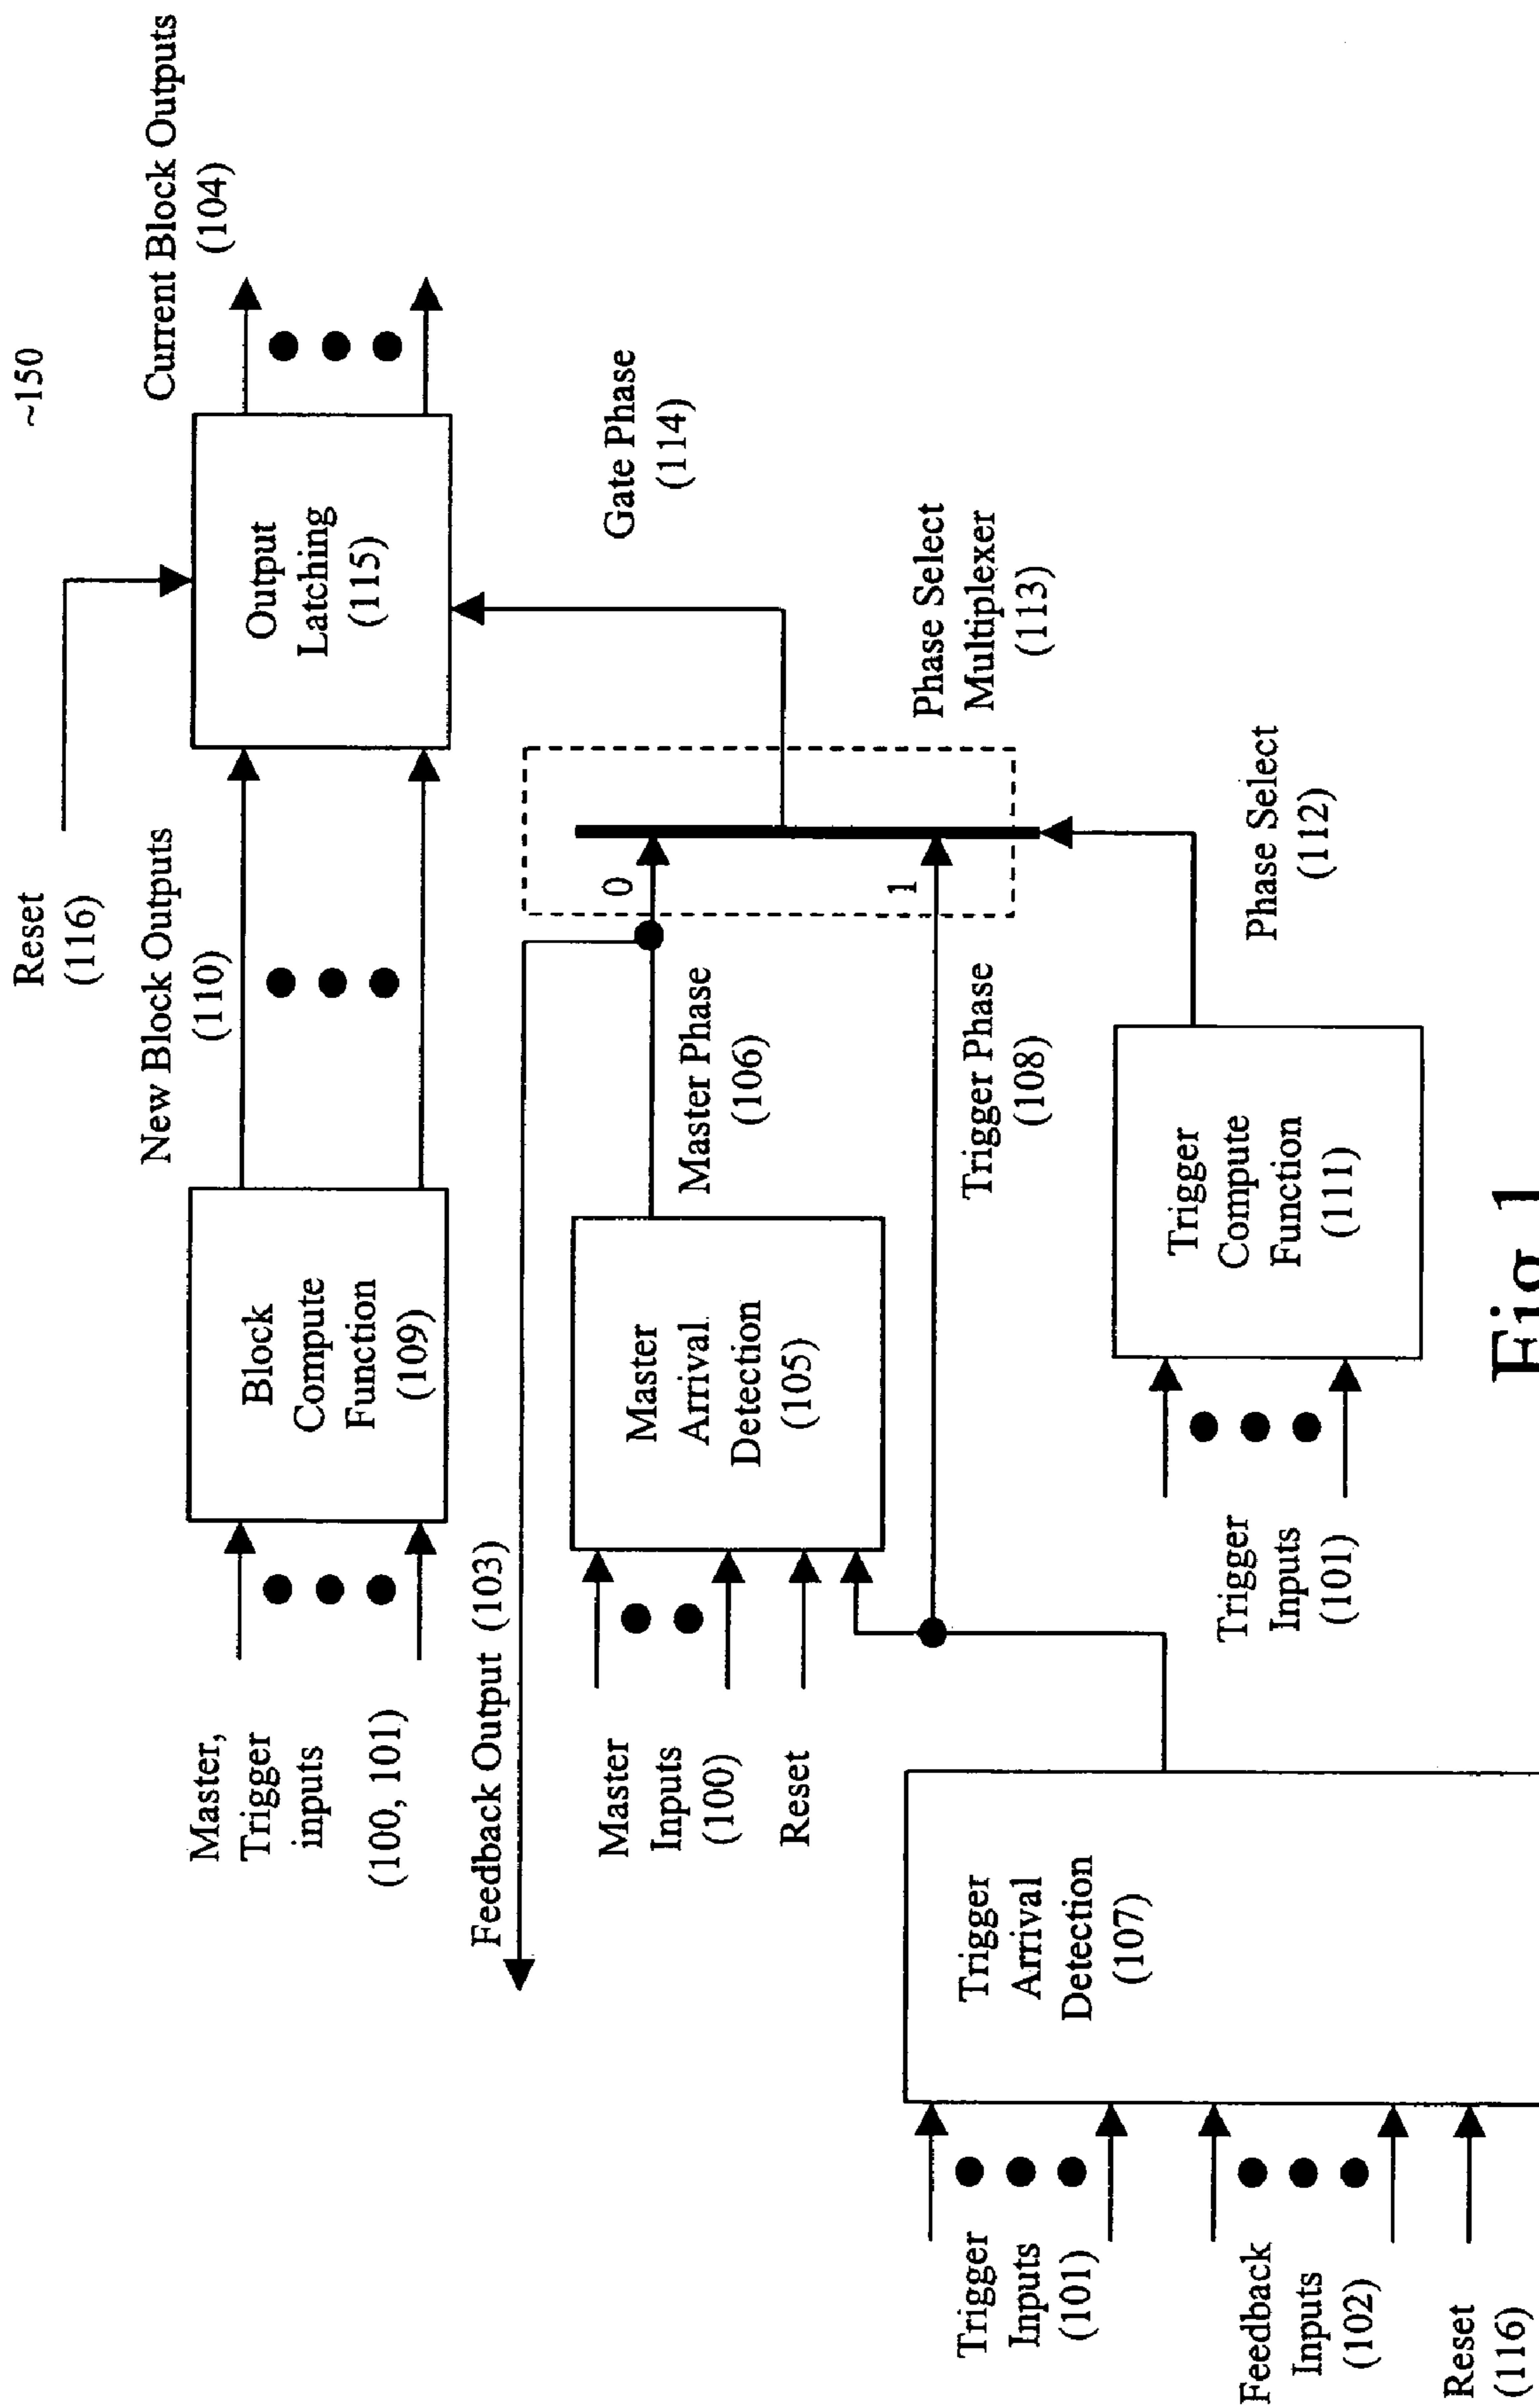 ~150
Reset
(116)
Current Block Outputs
(104)
New Block Outputs
(110)
Output
Latching
(115)
Block
Compute
Function
(109)
Master,
Trigger
inputs
(100, 101)
Gate Phase
(114)
Feedback Output (103)
Master Phase
(106)
0
1
Phase Select
Multiplexer
(113)
Master
Arrival
Detection
(105)
Master
Inputs
(100)
Reset
Trigger Phase
(108)
Phase Select
(112)
Trigger
Compute
Function
(111)
Trigger
Inputs
(101)
Trigger
Arrival
Detection
(107)
Trigger
Inputs
(101)
Feedback
Inputs
(102)
Reset
(116)
Fig 1